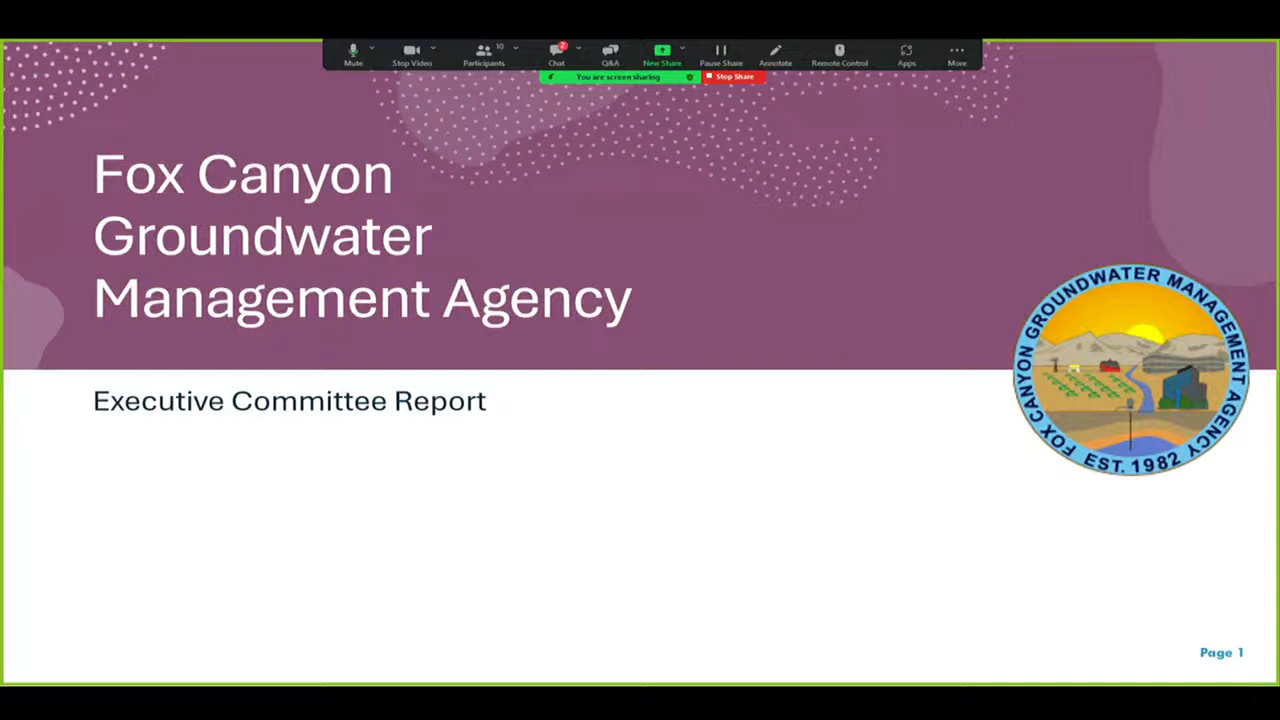 Mute
Stop Video
10
Participants
2
Chat
Q&A
New Share
Pause Share
Annotate
Remote Control
Apps
More
You are screen sharing
Stop Share
Fox Canyon
Groundwater
Management Agency
Executive Committee Report
FOX CANYON GROUNDWATER MANAGEMENT AGENCY
EST. 1982
Page 1